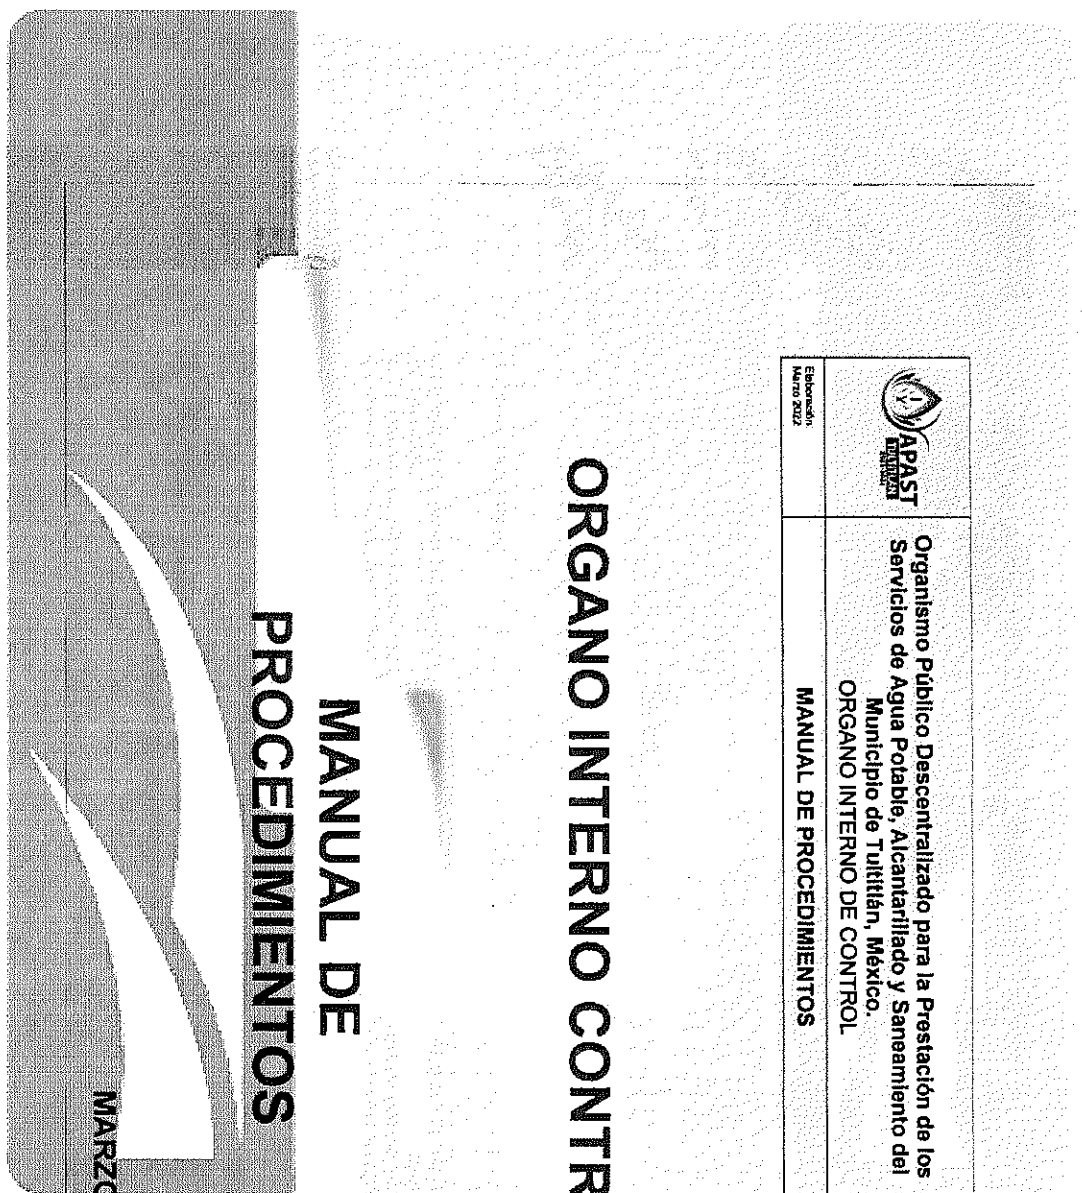 APAST
Organismo Público Descentralizado para la Prestación de los
Servicios de Agua Potable, Alcantarillado y Saneamiento del
Municipio de Tultitlán, México.
ORGANO INTERNO DE CONTROL
Elaboración:
Marzo 2022
MANUAL DE PROCEDIMIENTOS
ORGANO INTERNO CONTR
MANUAL DE
PROCEDIMIENTOS
MARZO